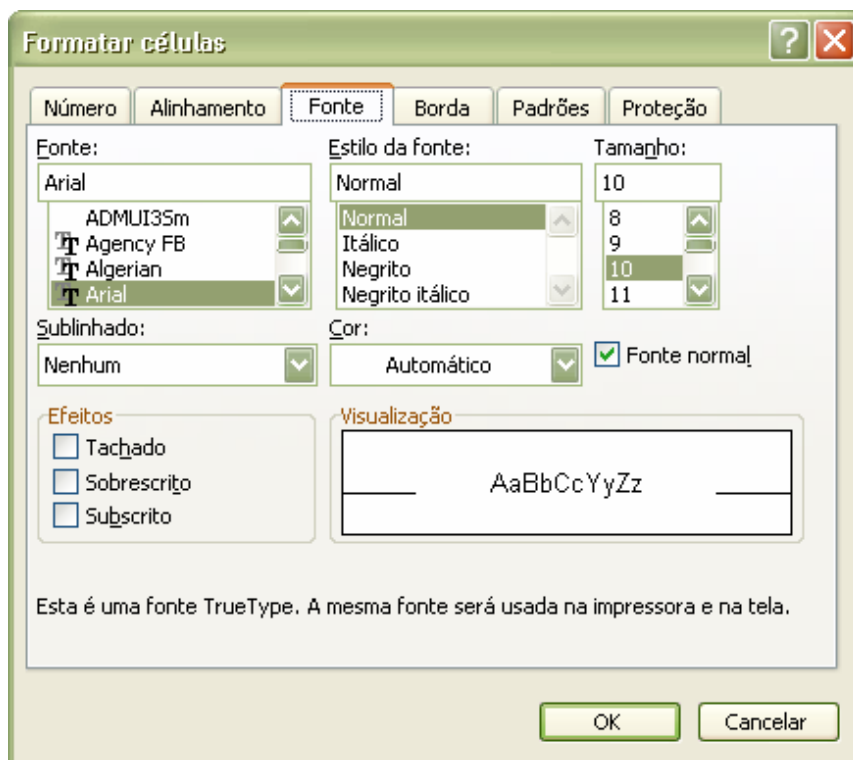 Formatar células
Número Alinhamento Fonte Borda Padrões Proteção
Fonte: Estilo da fonte: Tamanho:
Arial Normal 10
ADMUI3Sm Normal 8
Agency FB Itálico 9
Algerian Negrito 10
Arial Negrito itálico 11
Sublinhado: Cor:
Nenhum Automático Fonte normal
Efeitos Visualização
Tachado
Sobrescrito AaBbCcYyZz
Subscrito
Esta é uma fonte TrueType. A mesma fonte será usada na impressora e na tela.
OK Cancelar